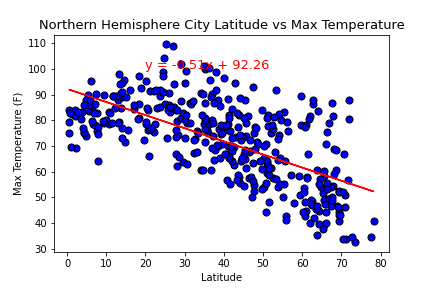 Northern Hemisphere City Latitude vs Max Temperature
110
100
90
80
70
60
50
40
30
Max Temperature (F)
y = -0.51x + 92.26
0 10 20 30 40 50 60 70 80
Latitude